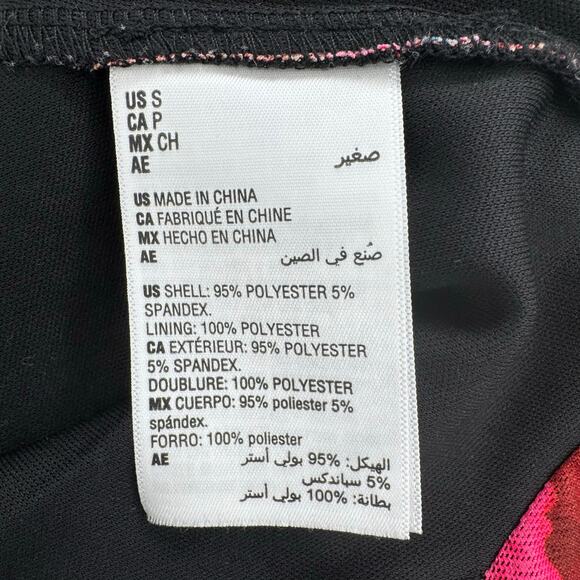 US S
CA P
MX CH
AE صغير
US MADE IN CHINA
CA FABRIQUÉ EN CHINE
MX HECHO EN CHINA
AE صُنع في الصين
US SHELL: 95% POLYESTER 5%
SPANDEX.
LINING: 100% POLYESTER
CA EXTÉRIEUR: 95% POLYESTER
5% SPANDEX.
DOUBLURE: 100% POLYESTER
MX CUERPO: 95% poliester 5%
spándex.
FORRO: 100% poliester
AE الهيكل: 95% بولي أستر
5% سباندكس
بطانة: 100% بولي أستر